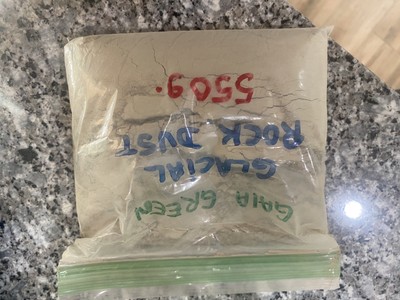 GAIA GREEN
GLACIAL
ROCK DUST
550g.